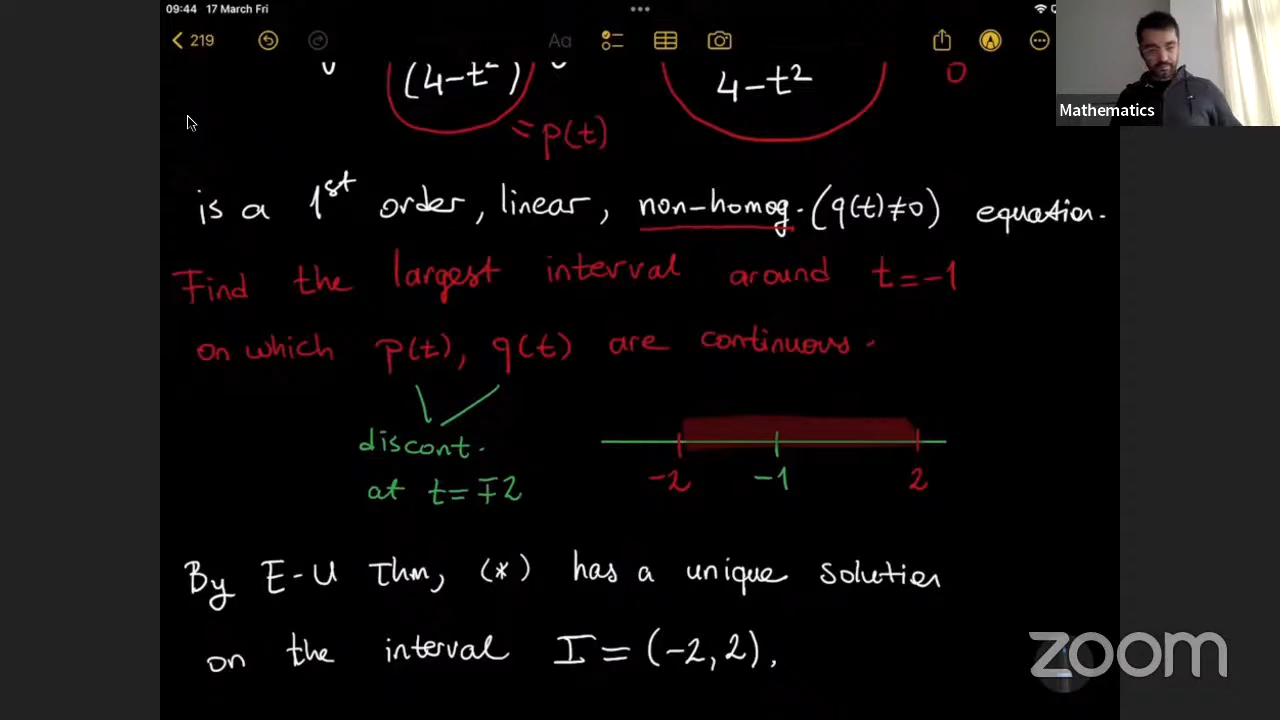 09:44 17 March Fri
219
Aa
Mathematics
(4-t²)
4-t²
0
= p(t)
is a 1st order, linear, non-homog. (q(t)≠0) equation.
Find the largest interval around t=-1
on which p(t), q(t) are continuous.
discont.
at t=∓2
-2 -1 2
By E-U Thm, (*) has a unique solution
on the interval I = (-2, 2).
zoom